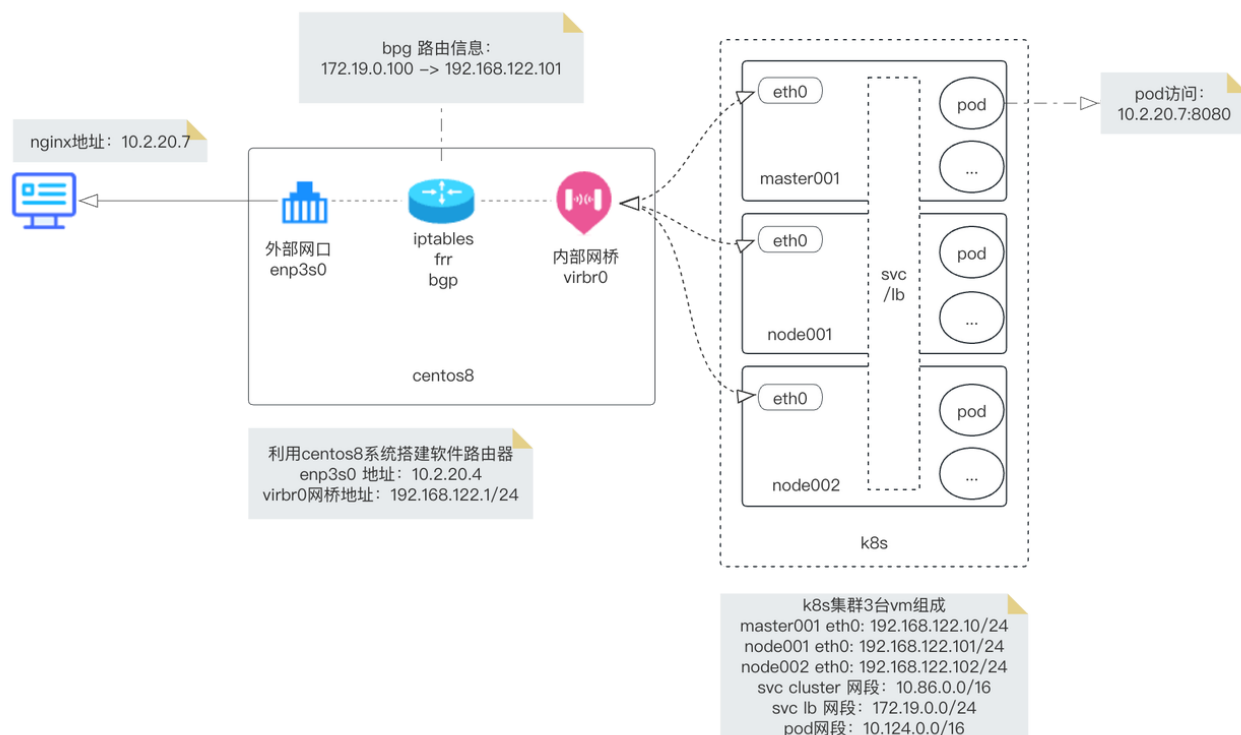 bpg 路由信息：
172.19.0.100 –> 192.168.122.101
nginx地址：10.2.20.7
外部网口
enp3s0
iptables
frr
bgp
内部网桥
virbr0
centos8
利用centos8系统搭建软件路由器
enp3s0 地址：10.2.20.4
virbr0网桥地址：192.168.122.1/24
eth0
pod
...
master001
eth0
pod
...
node001
svc
/lb
eth0
pod
...
node002
k8s
pod访问：
10.2.20.7:8080
k8s集群3台vm组成
master001 eth0: 192.168.122.10/24
node001 eth0: 192.168.122.101/24
node002 eth0: 192.168.122.102/24
svc cluster 网段：10.86.0.0/16
svc lb 网段：172.19.0.0/24
pod网段：10.124.0.0/16